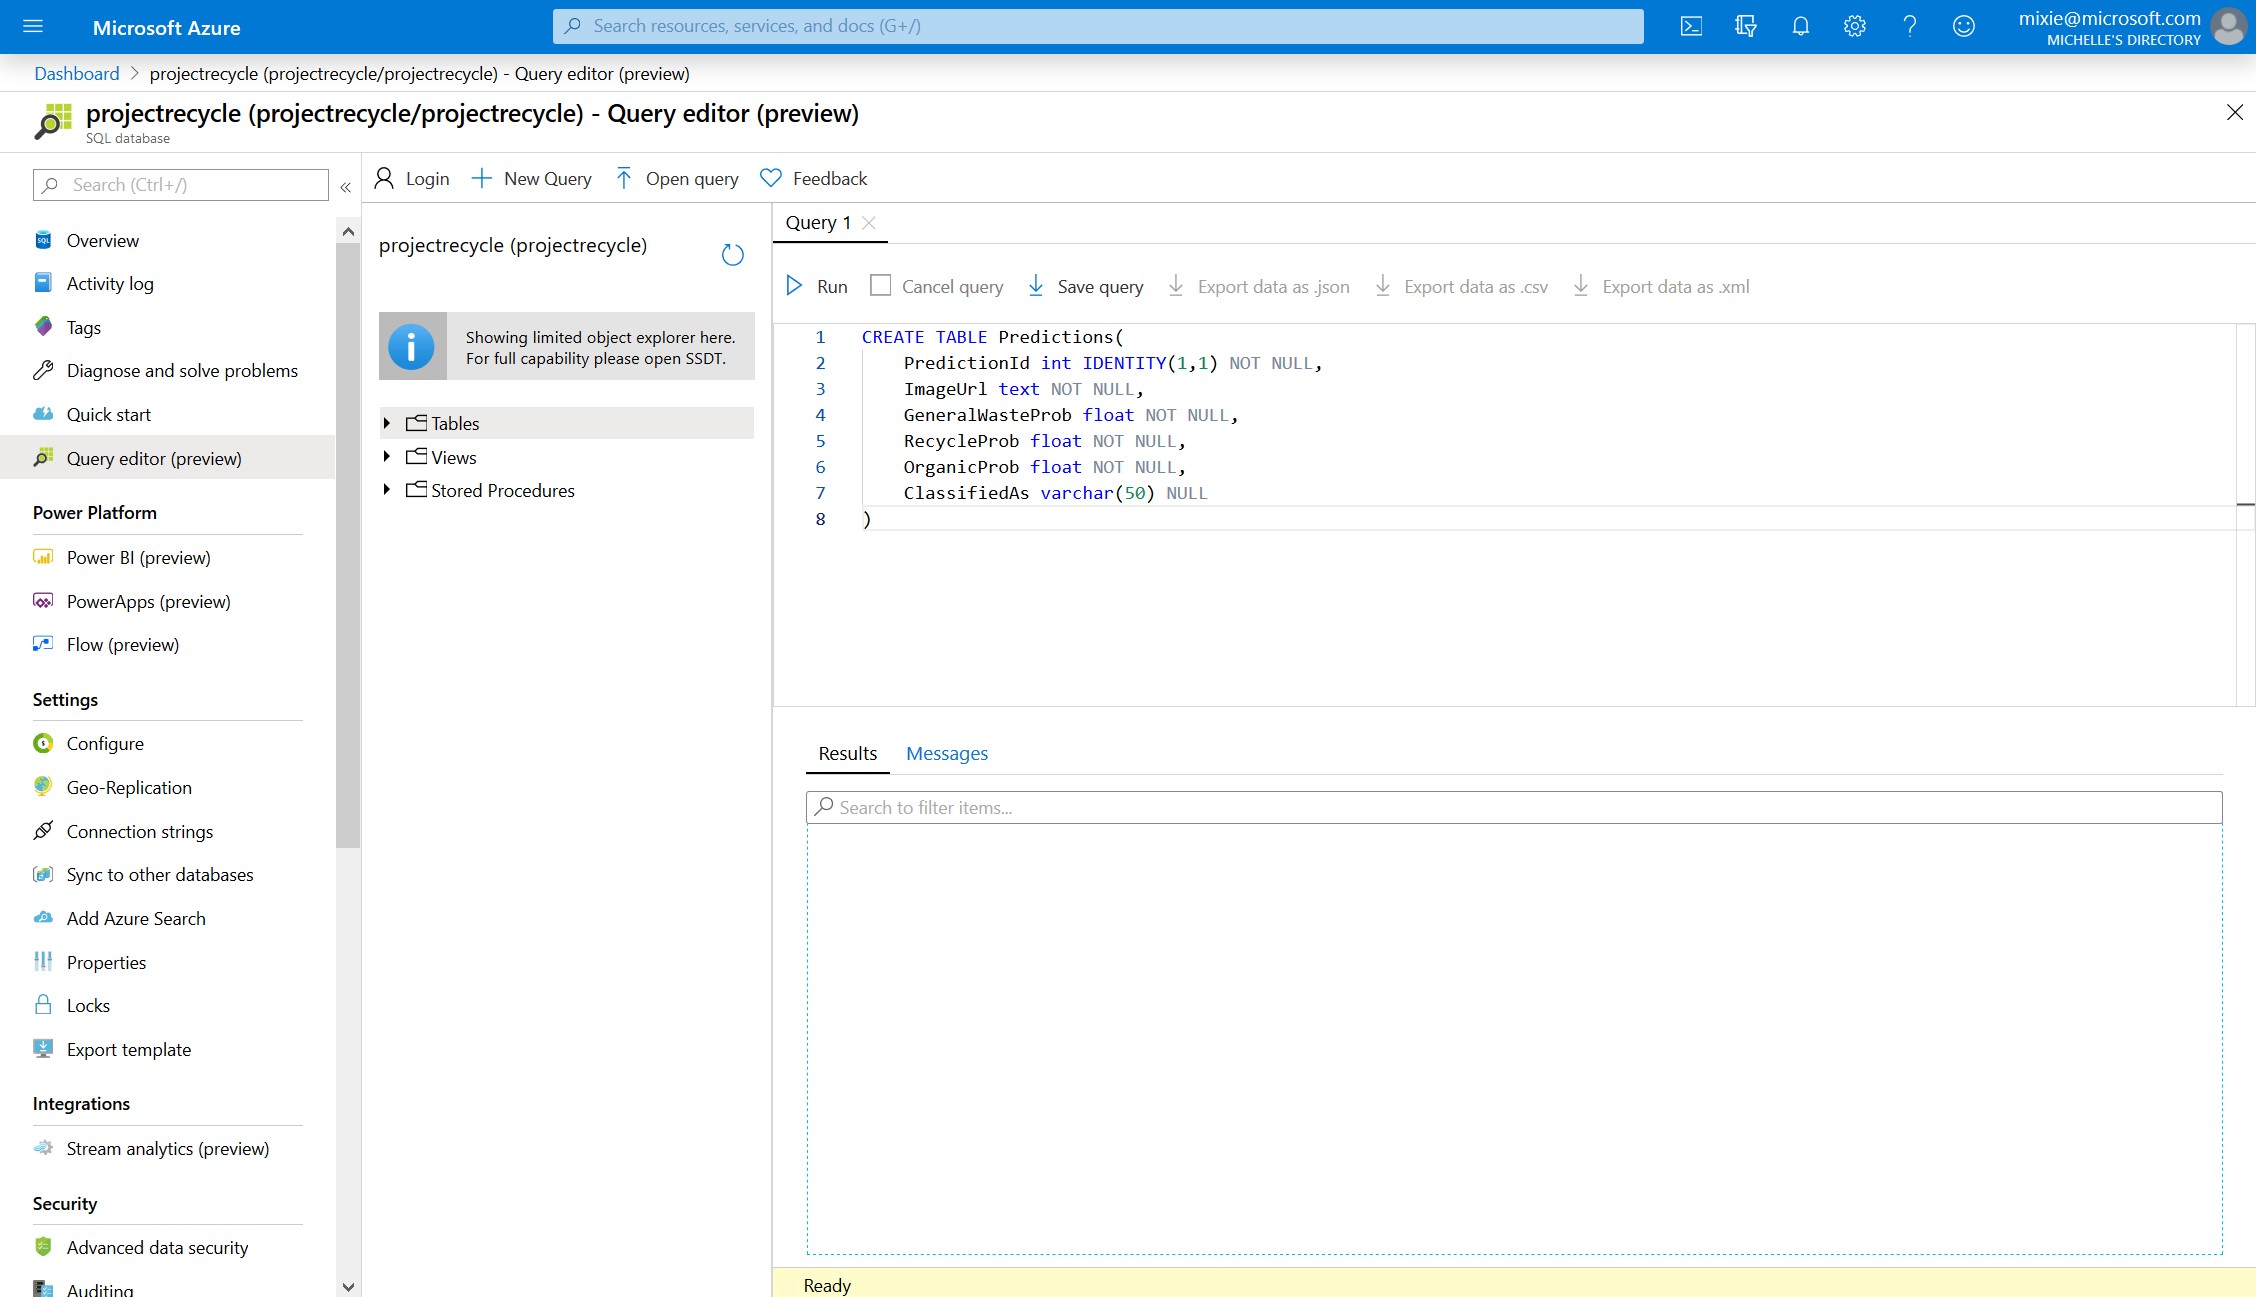 Microsoft Azure
Search resources, services, and docs (G+/)
mixie@microsoft.com
MICHELLE'S DIRECTORY
Dashboard > projectrecycle (projectrecycle/projectrecycle) - Query editor (preview)
projectrecycle (projectrecycle/projectrecycle) - Query editor (preview)
SQL database
Search (Ctrl+/)
Overview
Activity log
Tags
Diagnose and solve problems
Quick start
Query editor (preview)
Power Platform
Power BI (preview)
PowerApps (preview)
Flow (preview)
Settings
Configure
Geo-Replication
Connection strings
Sync to other databases
Add Azure Search
Properties
Locks
Export template
Integrations
Stream analytics (preview)
Security
Advanced data security
Auditing
Login
New Query
Open query
Feedback
projectrecycle (projectrecycle)
Showing limited object explorer here.
For full capability please open SSDT.
Tables
Views
Stored Procedures
Query 1
Run
Cancel query
Save query
Export data as .json
Export data as .csv
Export data as .xml
1 CREATE TABLE Predictions(
2 PredictionId int IDENTITY(1,1) NOT NULL,
3 ImageUrl text NOT NULL,
4 GeneralWasteProb float NOT NULL,
5 RecycleProb float NOT NULL,
6 OrganicProb float NOT NULL,
7 ClassifiedAs varchar(50) NULL
8 )
Results
Messages
Search to filter items...
Ready